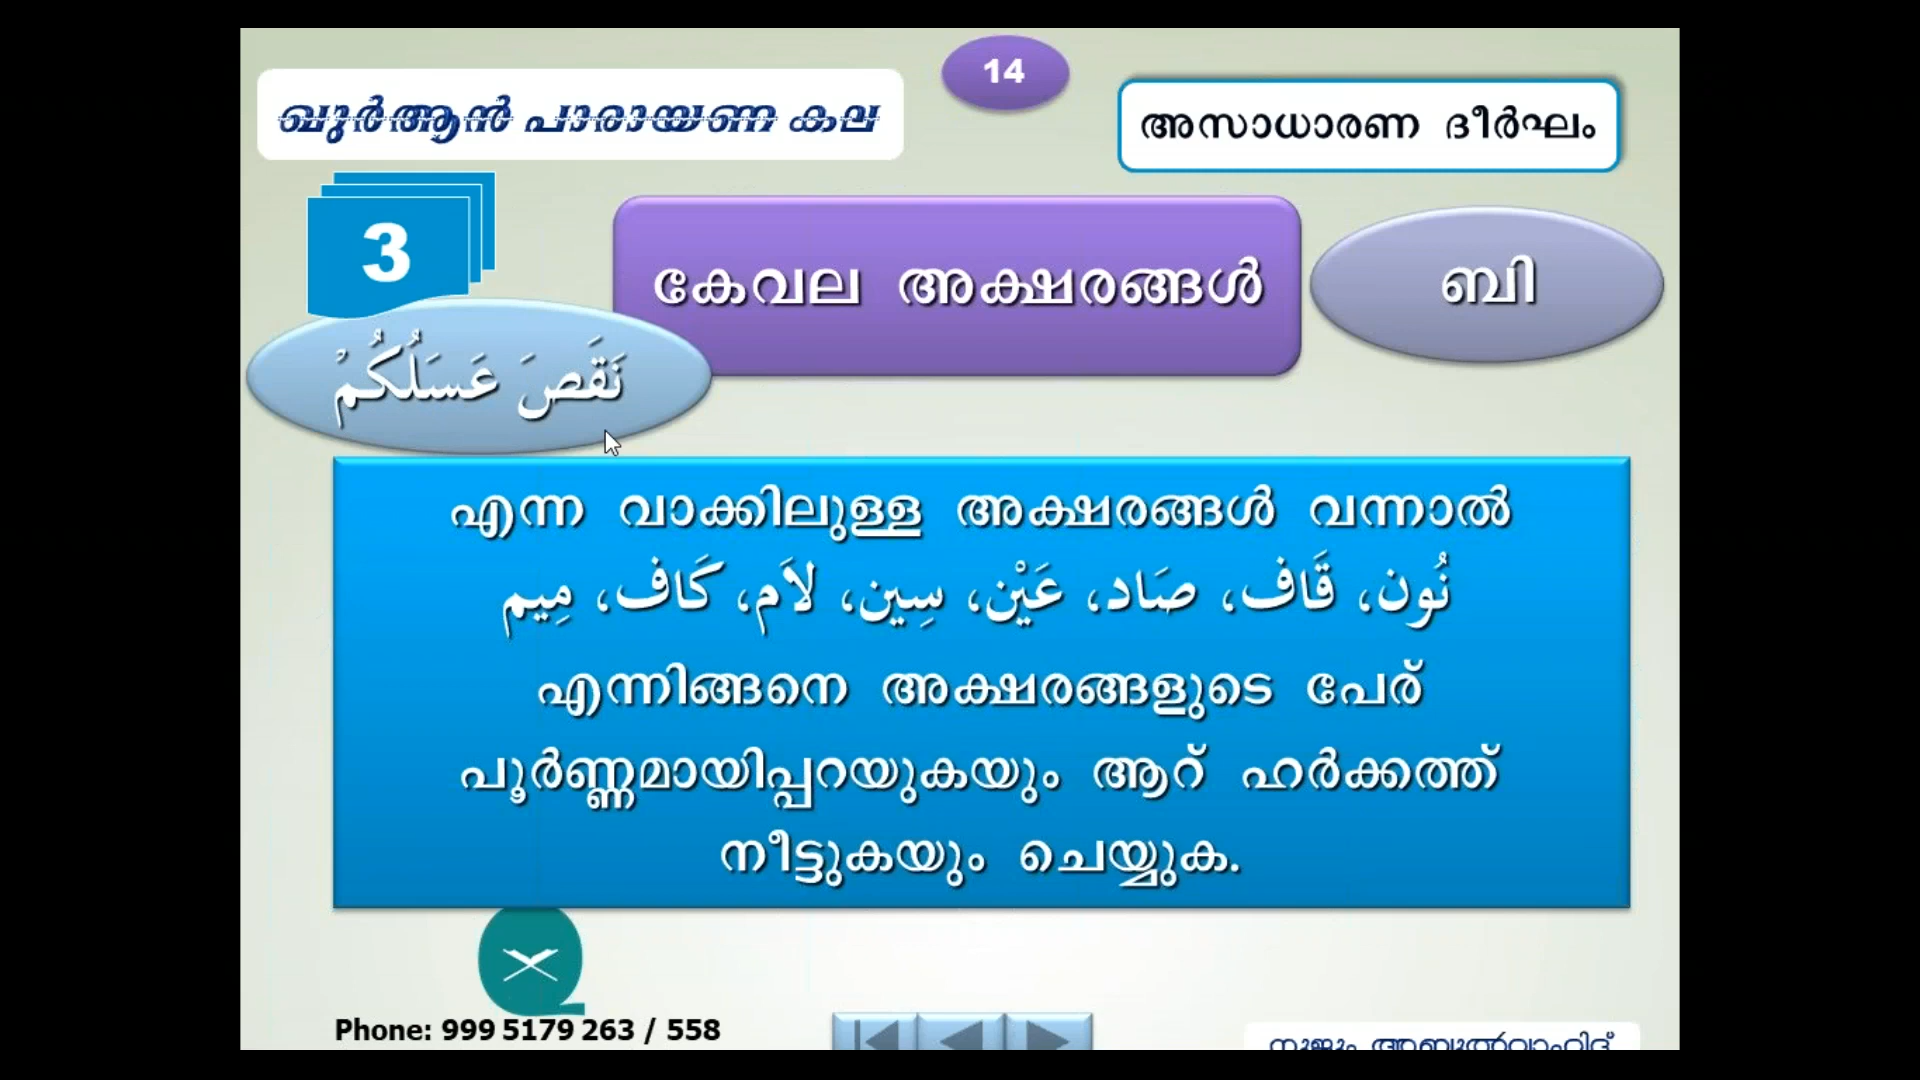 14
ഖുർആൻ പാരായണ കല
അസാധാരണ ദീർഘം
3
കേവല അക്ഷരങ്ങൾ
ബി
نَقَصَ عَسَلُكُمْ
എന്ന വാക്കിലുള്ള അക്ഷരങ്ങൾ വന്നാൽ
نُون، قَاف، صَاد، عَيْن، سِين، لاَم، كَاف، مِيم
എന്നിങ്ങനെ അക്ഷരങ്ങളുടെ പേര്
പൂർണ്ണമായിപ്പറയുകയും ആറ് ഹർക്കത്ത്
നീട്ടുകയും ചെയ്യുക.
Phone: 999 5179 263 / 558